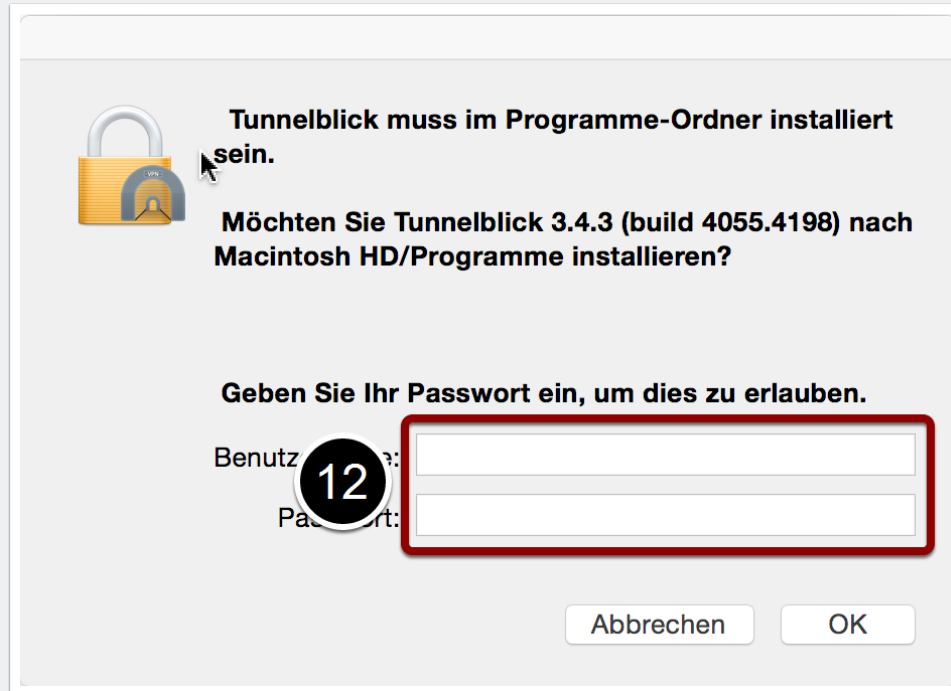 VPN
Tunnelblick muss im Programme-Ordner installiert
sein.
Möchten Sie Tunnelblick 3.4.3 (build 4055.4198) nach
Macintosh HD/Programme installieren?
Geben Sie Ihr Passwort ein, um dies zu erlauben.
12
Abbrechen OK